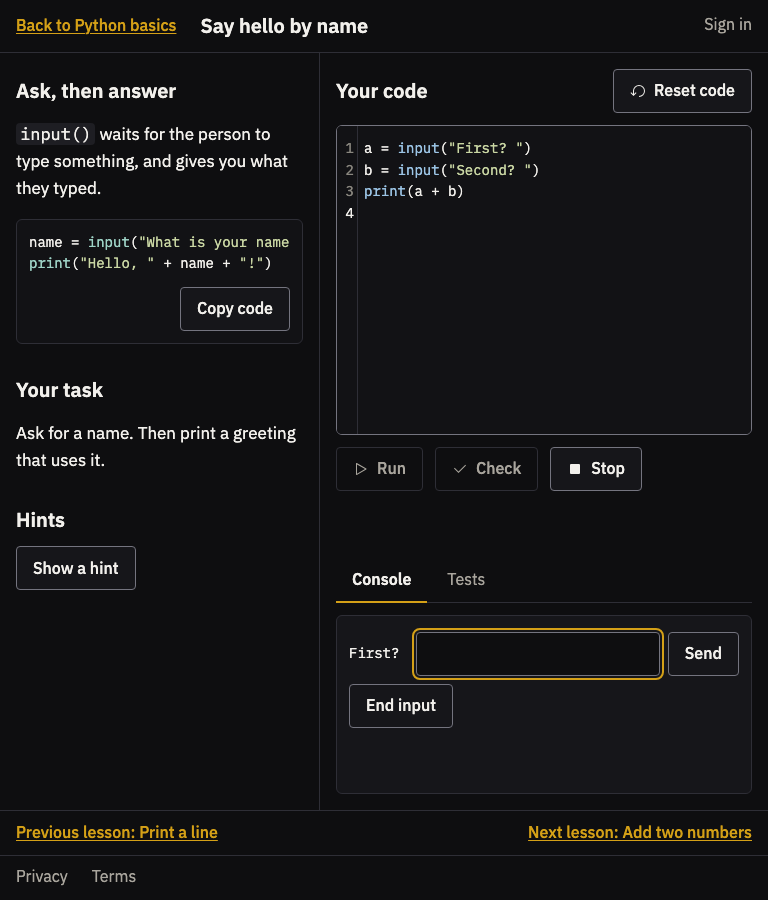 Back to Python basics
Say hello by name
Sign in
Ask, then answer
input() waits for the person to
type something, and gives you what
they typed.
name = input("What is your name
print("Hello, " + name + "!")
Copy code
Your task
Ask for a name. Then print a greeting
that uses it.
Hints
Show a hint
Your code
Reset code
1 a = input("First? ")
2 b = input("Second? ")
3 print(a + b)
4
Run
Check
Stop
Console
Tests
First?
Send
End input
Previous lesson: Print a line
Next lesson: Add two numbers
Privacy
Terms